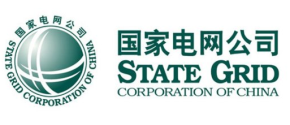 国家电网公司
STATE GRID CORPORATION OF CHINA
国家电网公司
STATE GRID
CORPORATION OF CHINA